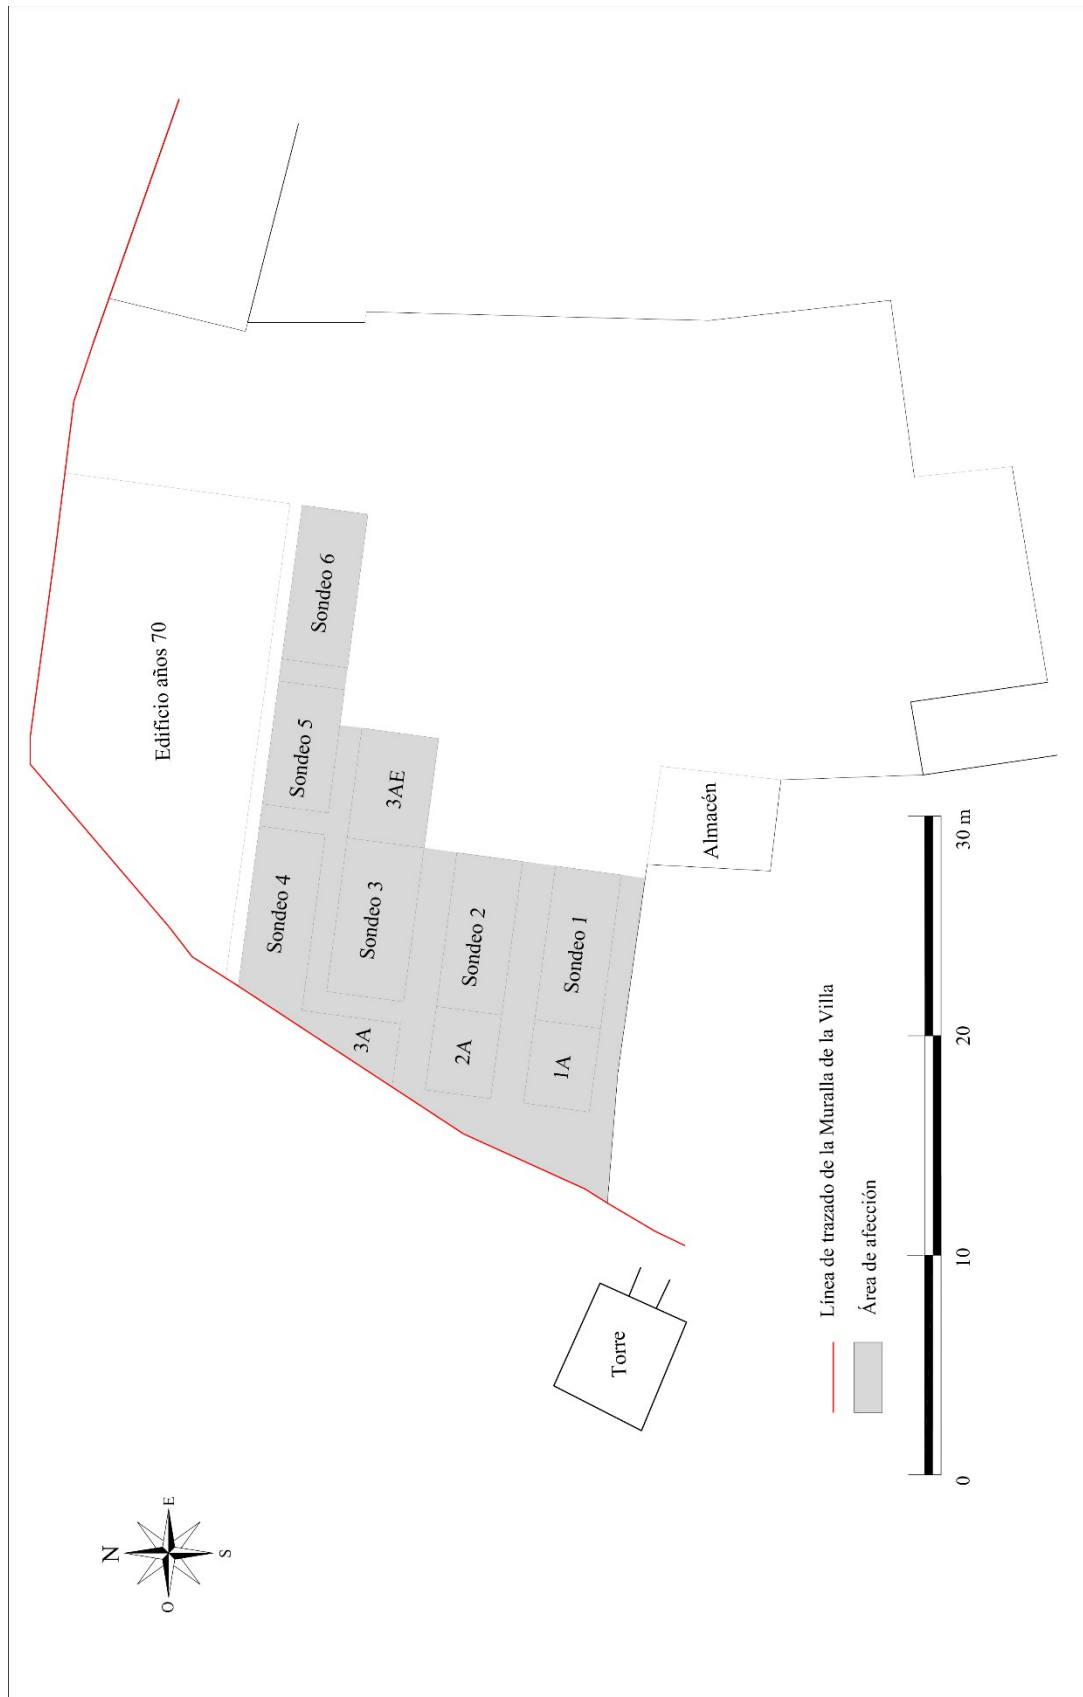 N
O
E
S
Edificio años 70
Sondeo 6
Sondeo 5
Sondeo 4
3AE
Sondeo 3
3A
Sondeo 2
2A
Sondeo 1
1A
Almacén
Torre
Línea de trazado de la Muralla de la Villa
Área de afección
0
10
20
30 m